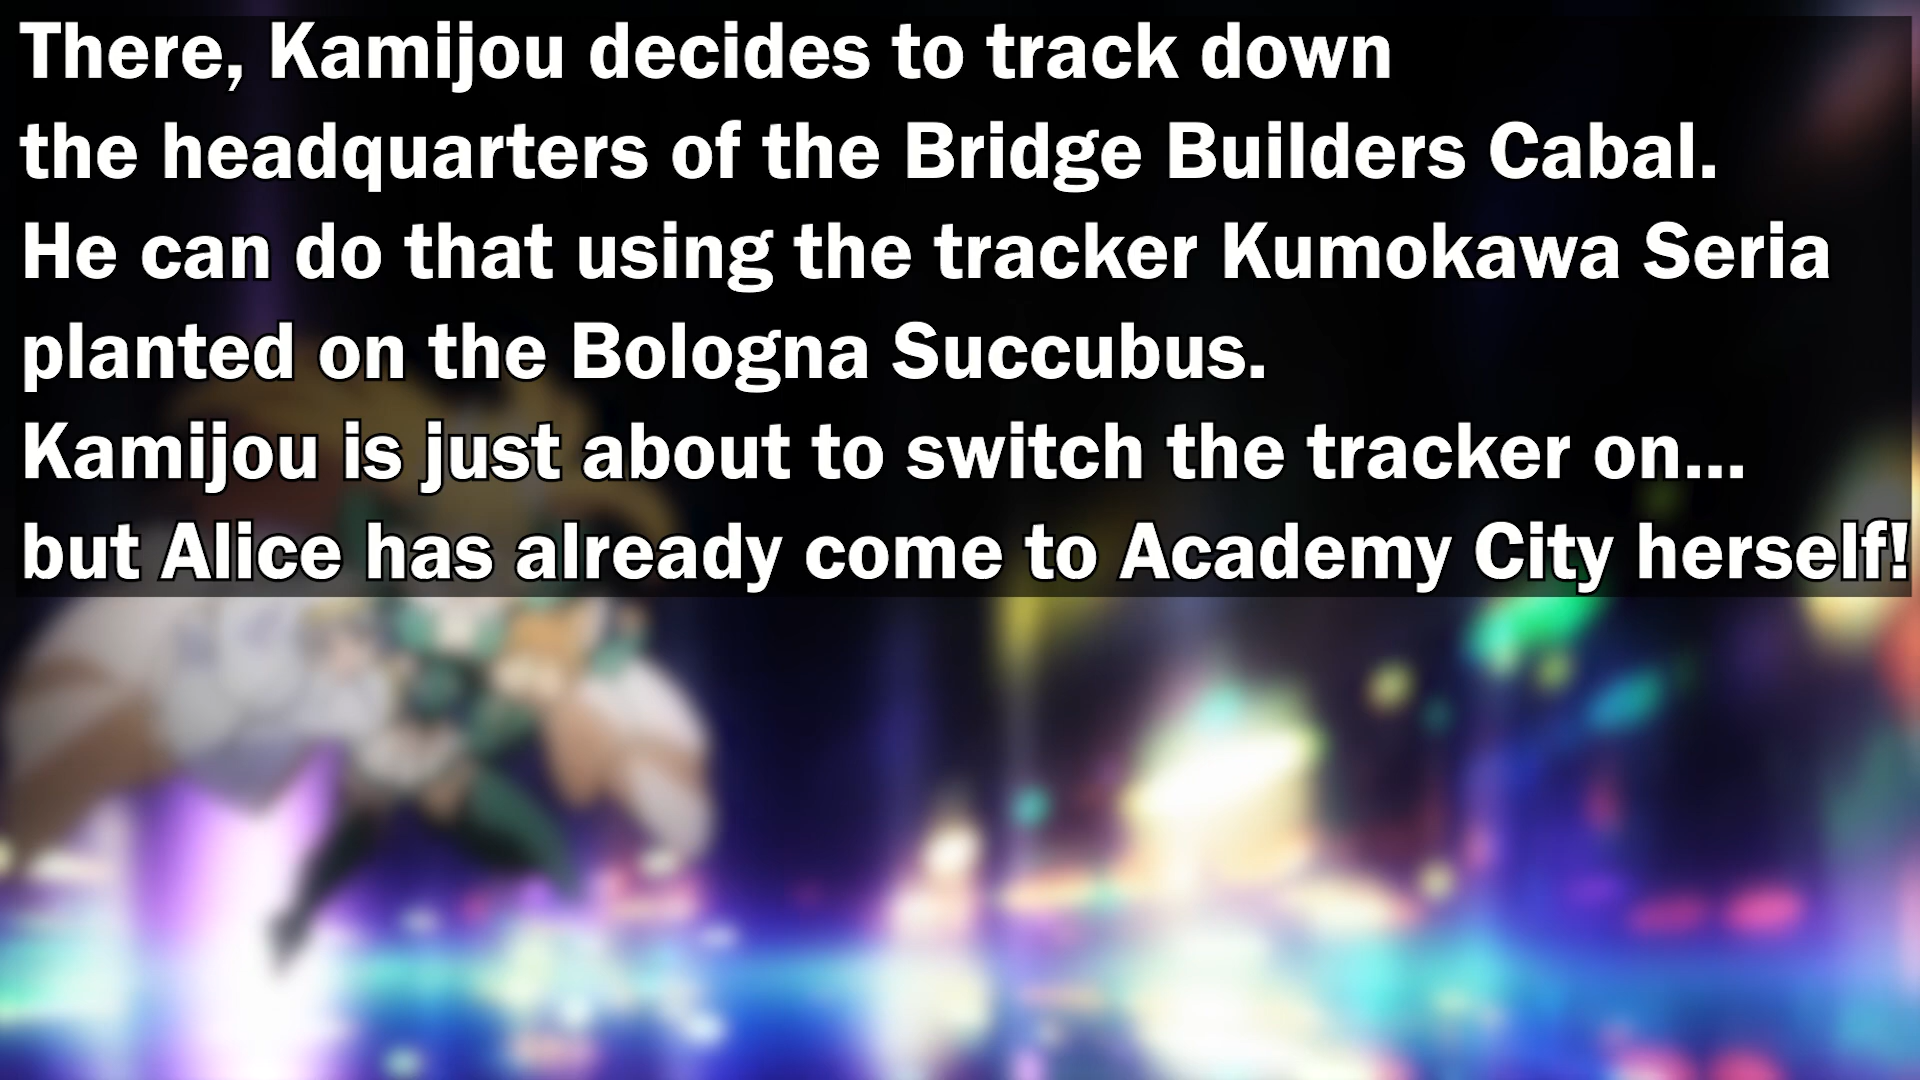 There, Kamijou decides to track down
the headquarters of the Bridge Builders Cabal.
He can do that using the tracker Kumokawa Seria
planted on the Bologna Succubus.
Kamijou is just about to switch the tracker on...
but Alice has already come to Academy City herself!